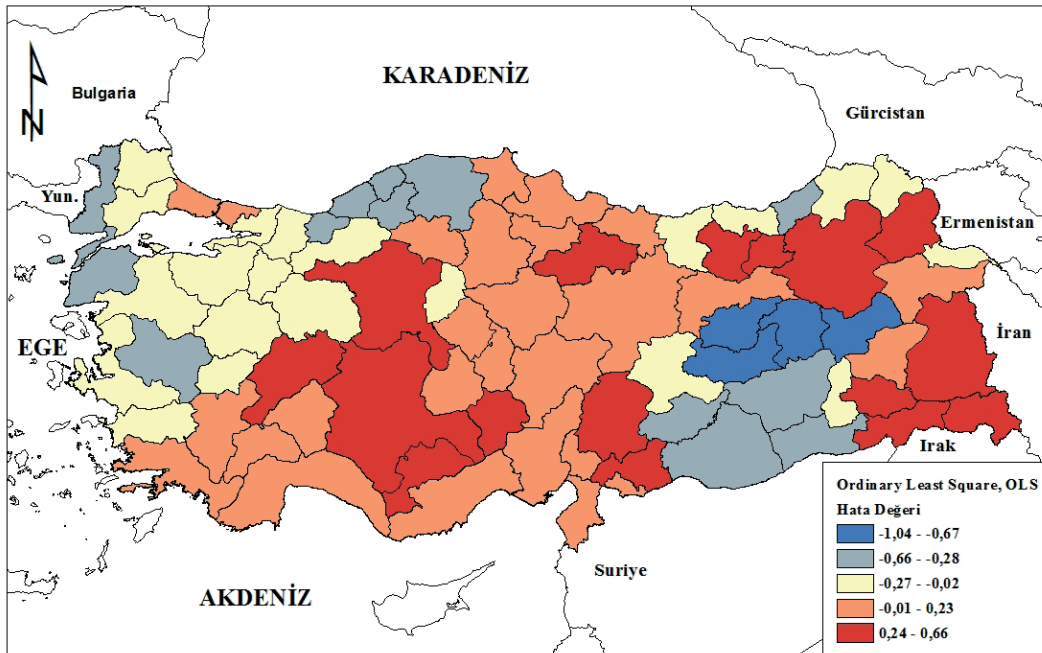 KARADENİZ
Bulgaria
Gürcistan
N
Yun.
Ermenistan
EGE
İran
Irak
Suriye
AKDENİZ
Ordinary Least Square, OLS
Hata Değeri
-1,04 - -0,67
-0,66 - -0,28
-0,27 - -0,02
-0,01 - 0,23
0,24 - 0,66